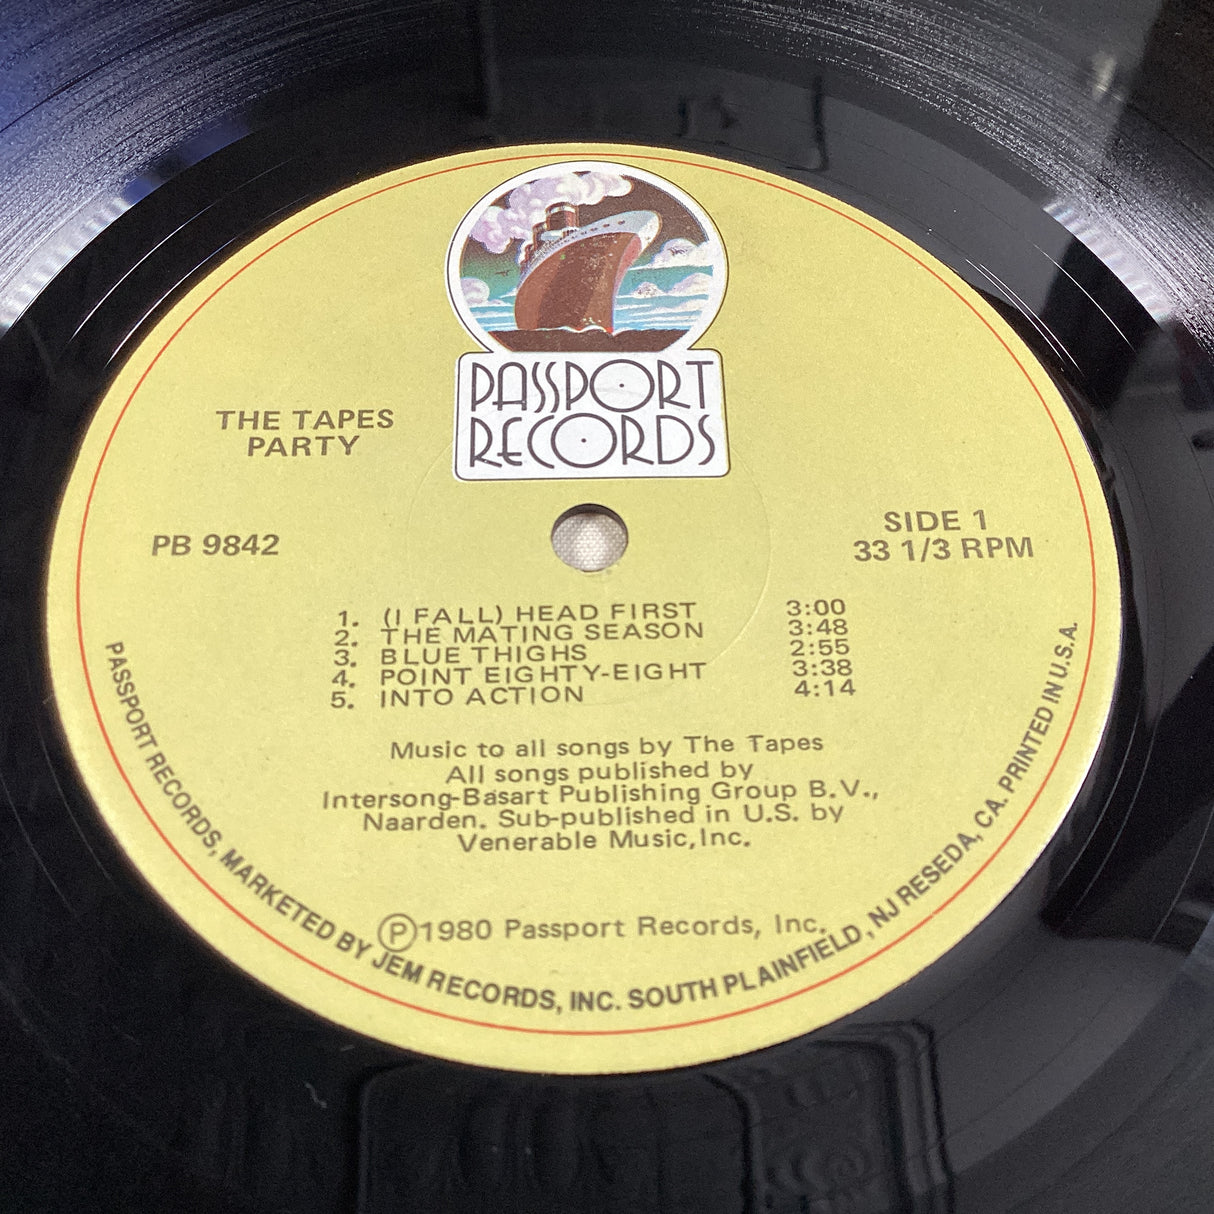 PASSPORT
RECORDS
THE TAPES
PARTY
PB 9842
SIDE 1
33 1/3 RPM
1. (I FALL) HEAD FIRST 3:00
2. THE MATING SEASON 3:48
3. BLUE THIGHS 2:55
4. POINT EIGHTY-EIGHT 3:38
5. INTO ACTION 4:14
Music to all songs by The Tapes
All songs published by
Intersong-Basart Publishing Group B.V.,
Naarden. Sub-published in U.S. by
Venerable Music,Inc.
Ⓟ1980 Passport Records, Inc.
PASSPORT RECORDS, MARKETED BY JEM RECORDS, INC. SOUTH PLAINFIELD, NJ RESEDA, CA. PRINTED IN U.S.A.